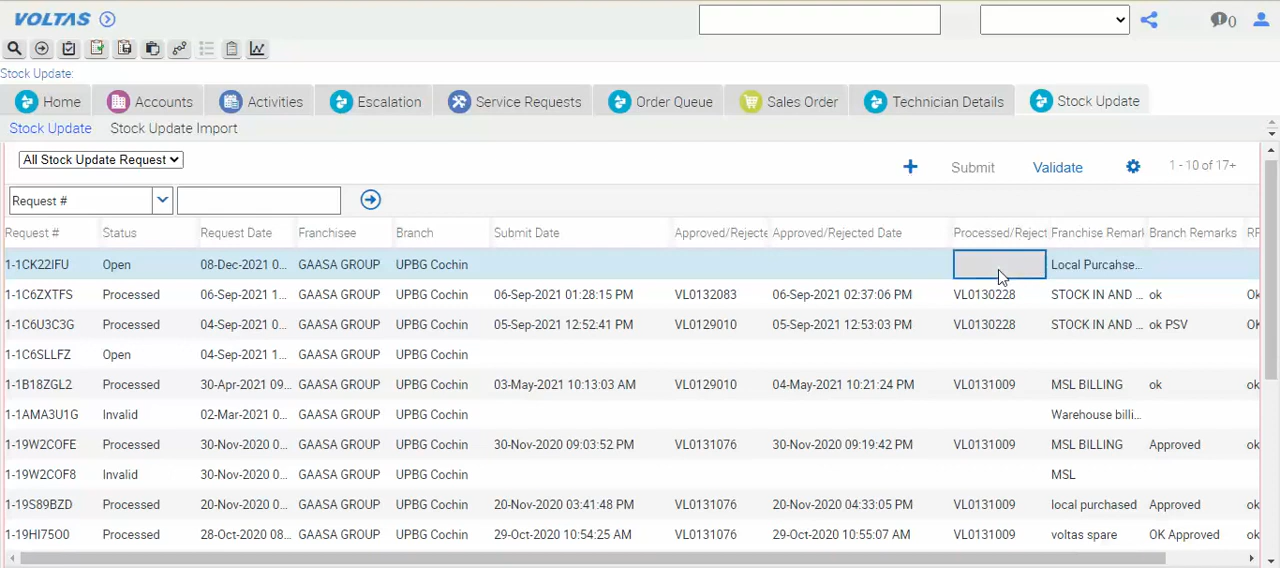 VOLTAS
0
Stock Update:
Home Accounts Activities Escalation Service Requests Order Queue Sales Order Technician Details Stock Update
Stock Update Stock Update Import
All Stock Update Request
Submit Validate 1 - 10 of 17+
Request #
Request # Status Request Date Franchisee Branch Submit Date Approved/Rejecte Approved/Rejected Date Processed/Reject Franchise Remark Branch Remarks RF
1-1CK22IFU Open 08-Dec-2021 0... GAASA GROUP UPBG Cochin Local Purcahse...
1-1C6ZXTFS Processed 06-Sep-2021 1... GAASA GROUP UPBG Cochin 06-Sep-2021 01:28:15 PM VL0132083 06-Sep-2021 02:37:06 PM VL0130228 STOCK IN AND ... ok Ok
1-1C6U3C3G Processed 04-Sep-2021 0... GAASA GROUP UPBG Cochin 05-Sep-2021 12:52:41 PM VL0129010 05-Sep-2021 12:53:03 PM VL0130228 STOCK IN AND ... ok PSV OK
1-1C6SLLFZ Open 04-Sep-2021 1... GAASA GROUP UPBG Cochin
1-1B18ZGL2 Processed 30-Apr-2021 09... GAASA GROUP UPBG Cochin 03-May-2021 10:13:03 AM VL0129010 04-May-2021 10:21:24 PM VL0131009 MSL BILLING ok ok
1-1AMA3U1G Invalid 02-Mar-2021 0... GAASA GROUP UPBG Cochin Warehouse billi...
1-19W2COFE Processed 30-Nov-2020 0... GAASA GROUP UPBG Cochin 30-Nov-2020 09:03:52 PM VL0131076 30-Nov-2020 09:19:42 PM VL0131009 MSL BILLING Approved ok
1-19W2COF8 Invalid 30-Nov-2020 0... GAASA GROUP UPBG Cochin MSL
1-19S89BZD Processed 20-Nov-2020 0... GAASA GROUP UPBG Cochin 20-Nov-2020 03:41:48 PM VL0131076 20-Nov-2020 04:33:05 PM VL0131009 local purchased Approved ok
1-19HI75O0 Processed 28-Oct-2020 08... GAASA GROUP UPBG Cochin 29-Oct-2020 10:54:25 AM VL0131076 29-Oct-2020 10:55:07 AM VL0131009 voltas spare OK Approved ok